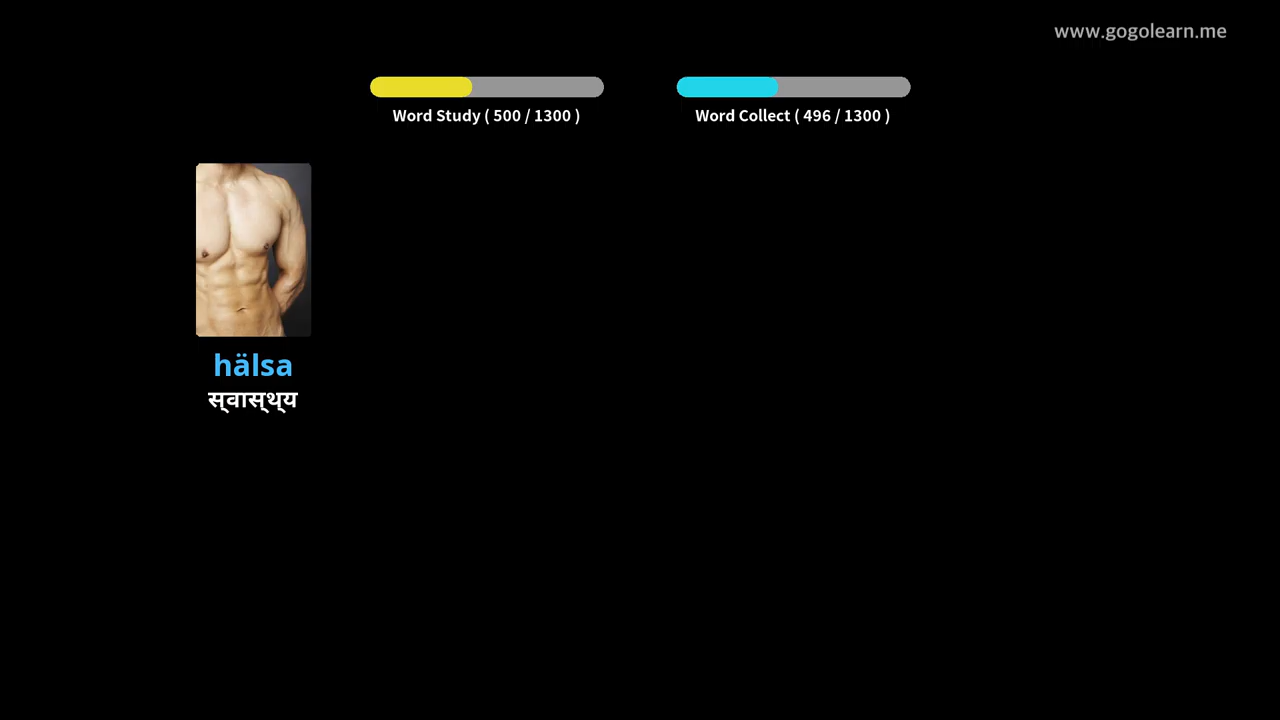 www.gogolearn.me
Word Study ( 500 / 1300 )
Word Collect ( 496 / 1300 )
hälsa
स्वास्थ्य